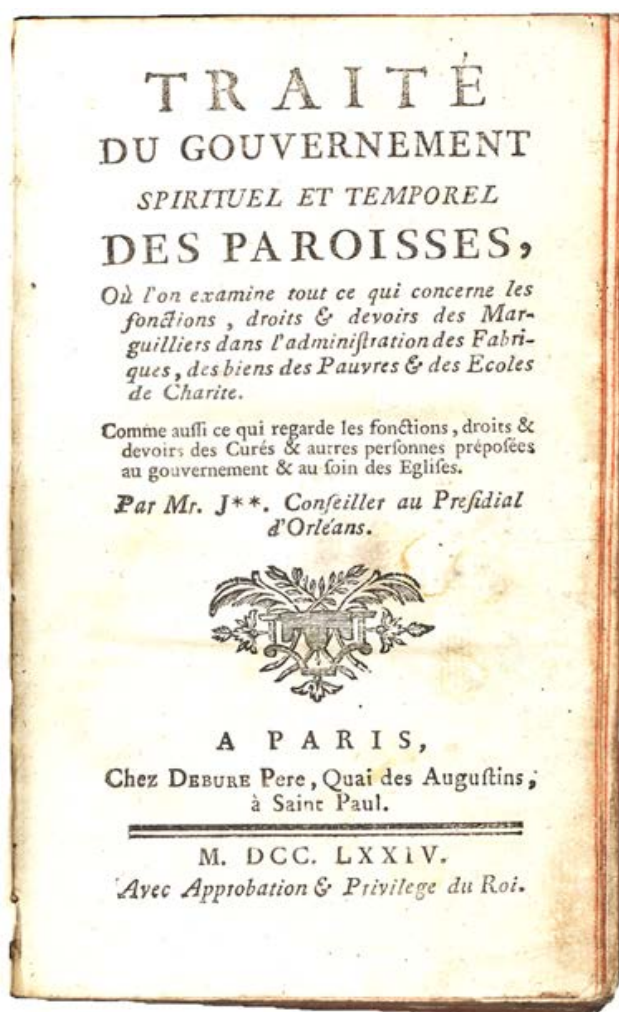 TRAITÉ
DU GOUVERNEMENT
SPIRITUEL ET TEMPOREL
DES PAROISSES,
Où l'on examine tout ce qui concerne les
fonctions, droits & devoirs des Mar-
guilliers dans l'adminiſtration des Fabri-
ques, des biens des Pauvres & des Ecoles
de Charite.
Comme auſſi ce qui regarde les fonctions, droits &
devoirs des Curés & autres perſonnes prépoſées
au gouvernement & au ſoin des Egliſes.
Par Mr. J**. Conſeiller au Preſidial
d'Orléans.
A PARIS,
Chez DEBURE Pere, Quai des Auguſtins,
à Saint Paul.
M. DCC. LXXIV.
Avec Approbation & Privilege du Roi.